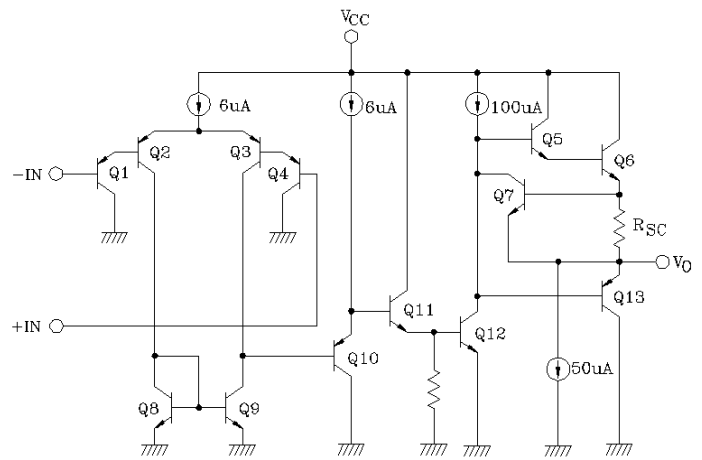 VCC
6uA
6uA
100uA
Q5
Q2
Q3
Q6
-IN
Q1
Q4
Q7
RSC
VO
+IN
Q11
Q13
Q12
Q10
50uA
Q8
Q9